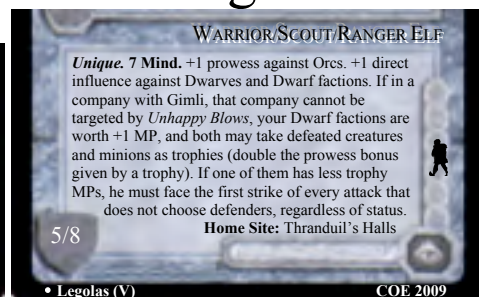 WARRIOR/SCOUT/RANGER ELF
Unique. 7 Mind. +1 prowess against Orcs. +1 direct
influence against Dwarves and Dwarf factions. If in a
company with Gimli, that company cannot be
targeted by Unhappy Blows, your Dwarf factions are
worth +1 MP, and both may take defeated creatures
and minions as trophies (double the prowess bonus
given by a trophy). If one of them has less trophy
MPs, he must face the first strike of every attack that
does not choose defenders, regardless of status.
Home Site: Thranduil's Halls
5/8
• Legolas (V) COE 2009